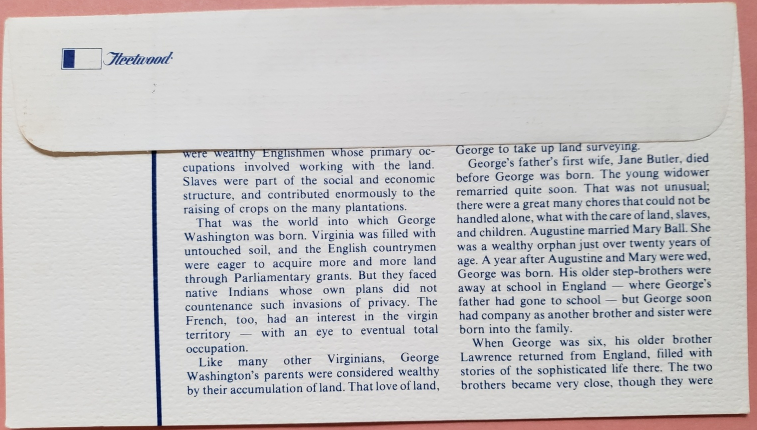 Fleetwood
were wealthy Englishmen whose primary oc-
cupations involved working with the land.
Slaves were part of the social and economic
structure, and contributed enormously to the
raising of crops on the many plantations.
That was the world into which George
Washington was born. Virginia was filled with
untouched soil, and the English countrymen
were eager to acquire more and more land
through Parliamentary grants. But they faced
native Indians whose own plans did not
countenance such invasions of privacy. The
French, too, had an interest in the virgin
territory — with an eye to eventual total
occupation.
Like many other Virginians, George
Washington's parents were considered wealthy
by their accumulation of land. That love of land,
George to take up land surveying.
George's father's first wife, Jane Butler, died
before George was born. The young widower
remarried quite soon. That was not unusual;
there were a great many chores that could not be
handled alone, what with the care of land, slaves,
and children. Augustine married Mary Ball. She
was a wealthy orphan just over twenty years of
age. A year after Augustine and Mary were wed,
George was born. His older step-brothers were
away at school in England — where George's
father had gone to school — but George soon
had company as another brother and sister were
born into the family.
When George was six, his older brother
Lawrence returned from England, filled with
stories of the sophisticated life there. The two
brothers became very close, though they were